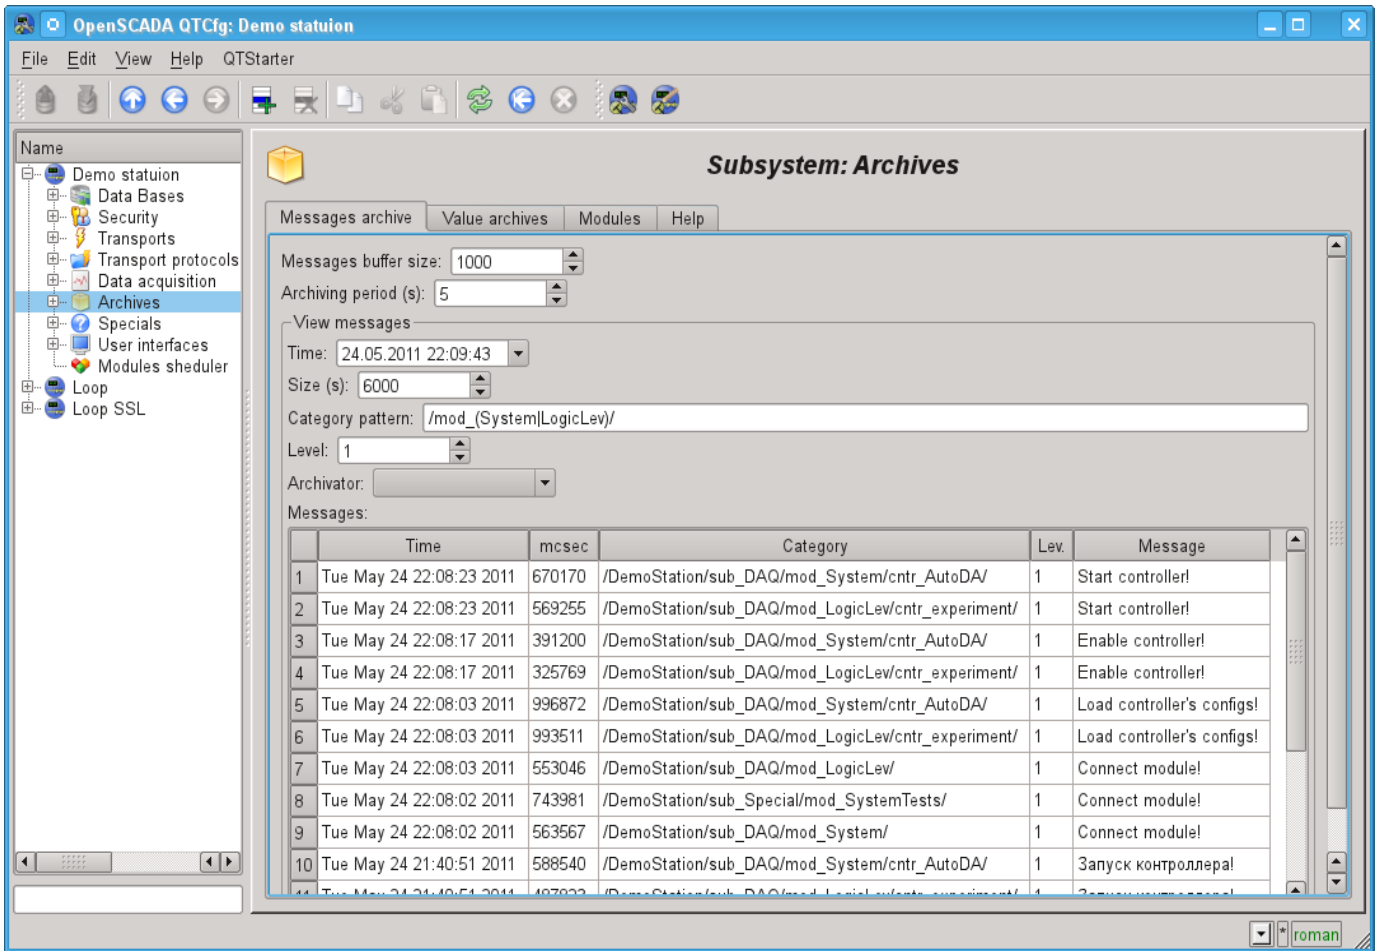 OpenSCADA QTCfg: Demo statuion
File Edit View Help QTStarter
Name
Demo statuion
Data Bases
Security
Transports
Transport protocols
Data acquisition
Archives
Specials
User interfaces
Modules sheduler
Loop
Loop SSL
Subsystem: Archives
Messages archive Value archives Modules Help
Messages buffer size: 1000
Archiving period (s): 5
View messages
Time: 24.05.2011 22:09:43
Size (s): 6000
Category pattern: /mod_(System|LogicLev)/
Level: 1
Archivator:
Messages:
Time mcsec Category Lev. Message
1 Tue May 24 22:08:23 2011 670170 /DemoStation/sub_DAQ/mod_System/cntr_AutoDA/ 1 Start controller!
2 Tue May 24 22:08:23 2011 569255 /DemoStation/sub_DAQ/mod_LogicLev/cntr_experiment/ 1 Start controller!
3 Tue May 24 22:08:17 2011 391200 /DemoStation/sub_DAQ/mod_System/cntr_AutoDA/ 1 Enable controller!
4 Tue May 24 22:08:17 2011 325769 /DemoStation/sub_DAQ/mod_LogicLev/cntr_experiment/ 1 Enable controller!
5 Tue May 24 22:08:03 2011 996872 /DemoStation/sub_DAQ/mod_System/cntr_AutoDA/ 1 Load controller's configs!
6 Tue May 24 22:08:03 2011 993511 /DemoStation/sub_DAQ/mod_LogicLev/cntr_experiment/ 1 Load controller's configs!
7 Tue May 24 22:08:03 2011 553046 /DemoStation/sub_DAQ/mod_LogicLev/ 1 Connect module!
8 Tue May 24 22:08:02 2011 743981 /DemoStation/sub_Special/mod_SystemTests/ 1 Connect module!
9 Tue May 24 22:08:02 2011 563567 /DemoStation/sub_DAQ/mod_System/ 1 Connect module!
10 Tue May 24 21:40:51 2011 588540 /DemoStation/sub_DAQ/mod_System/cntr_AutoDA/ 1 Запуск контроллера!
* roman